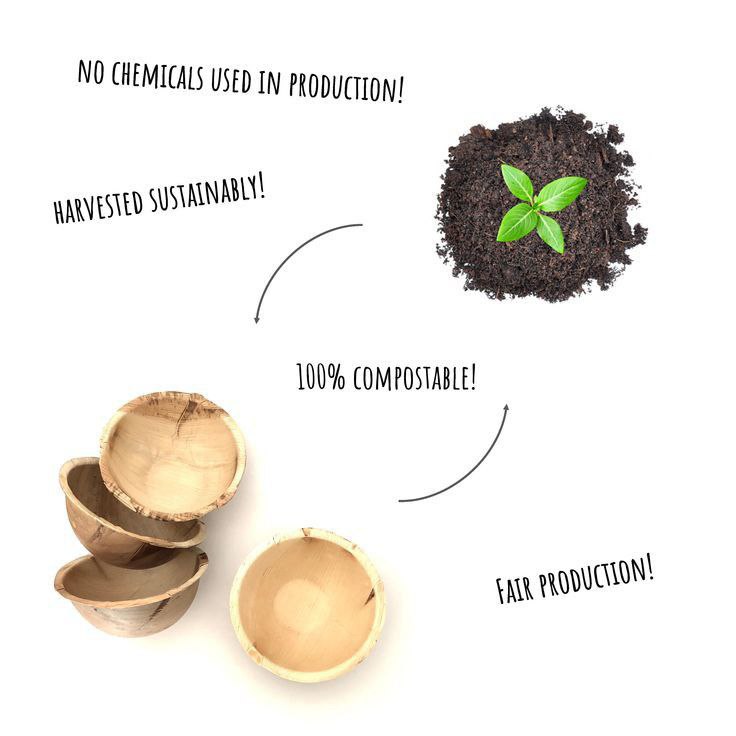 NO CHEMICALS USED IN PRODUCTION!
HARVESTED SUSTAINABLY!
100% COMPOSTABLE!
FAIR PRODUCTION!